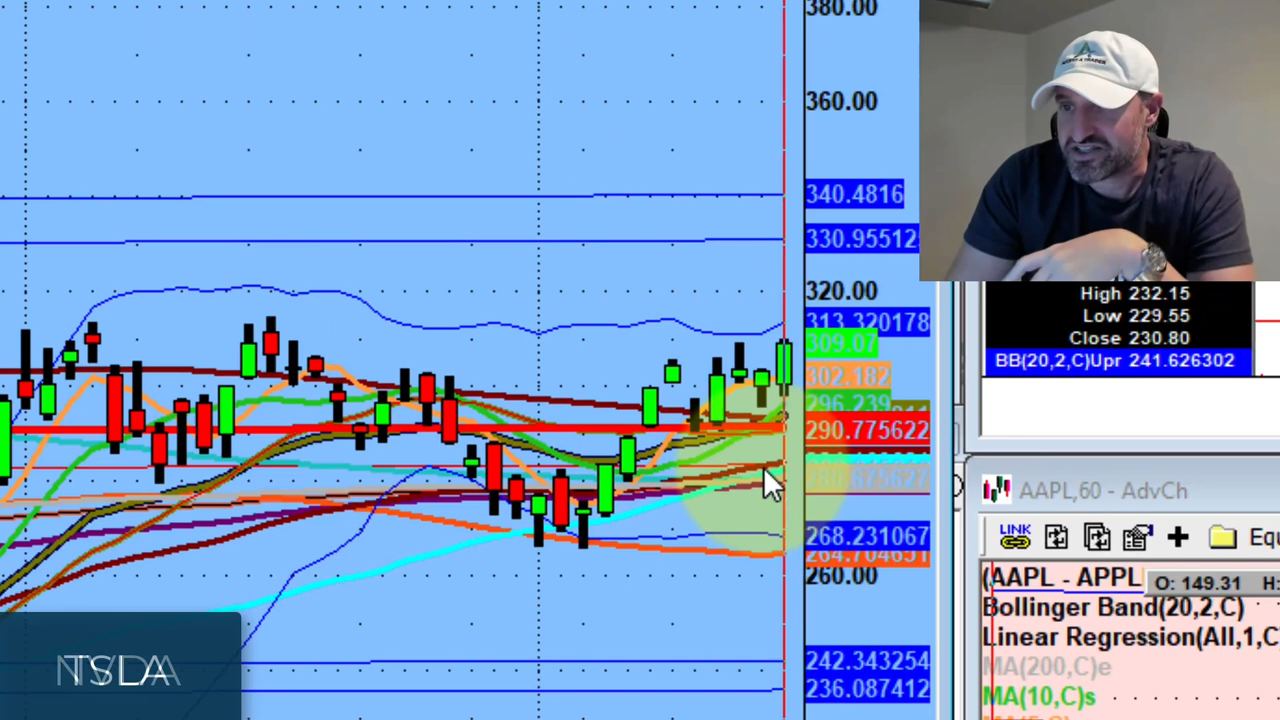 380.00
360.00
340.4816
330.95512
320.00
313.320178
309.07
302.182
296.239
290.775622
268.231067
264.704651
260.00
242.343254
236.087412
High 232.15
Low 229.55
Close 230.80
BB(20,2,C)Upr 241.626302
AAPL,60 - AdvCh
LINK
Equ
(AAPL - APPL
O: 149.31 H:
Bollinger Band(20,2,C)
Linear Regression(All,1,C
MA(200,C)e
MA(10,C)s